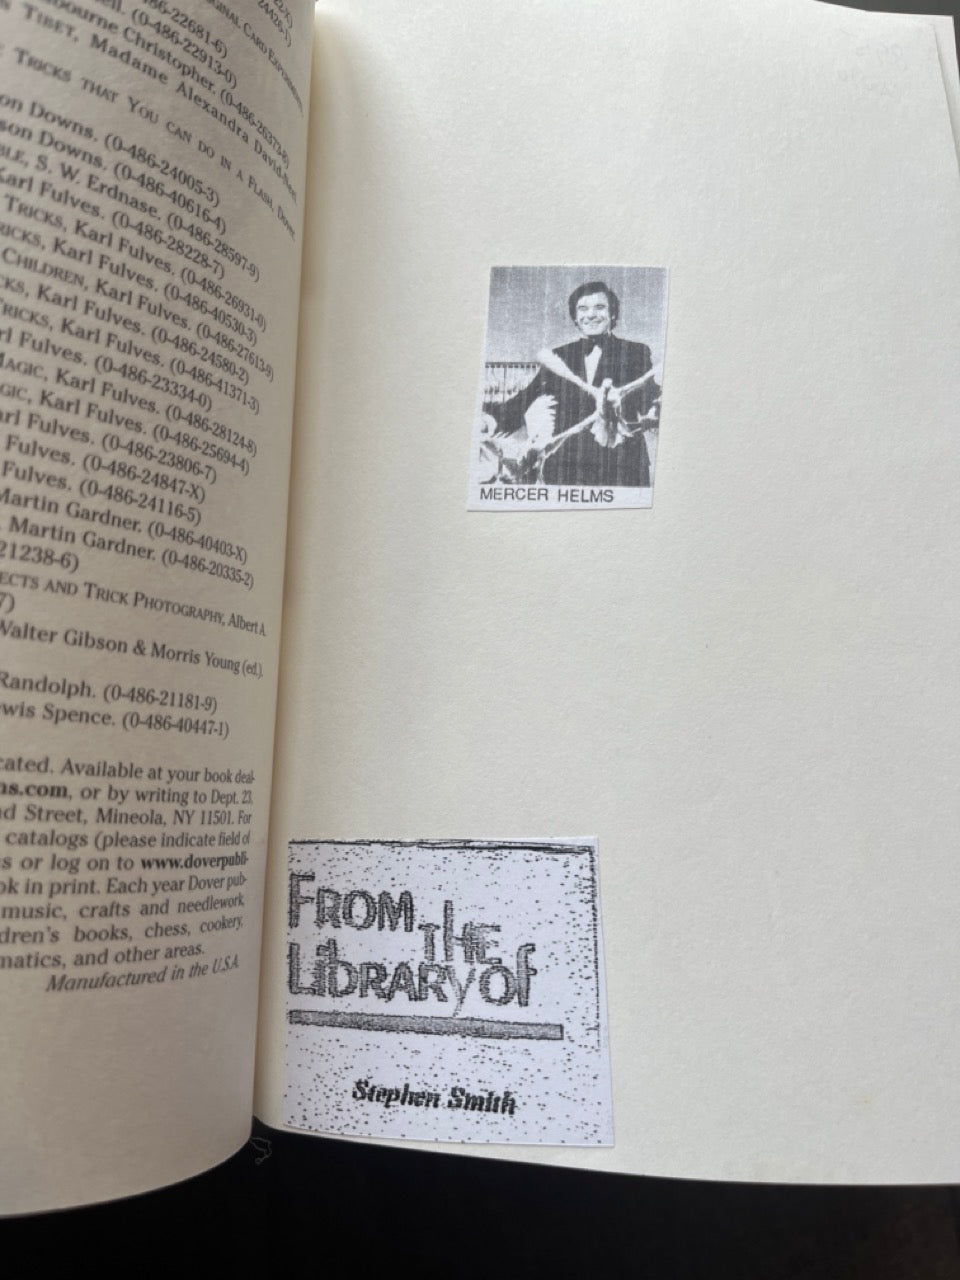 22-X)
24428-1)
86-22681-6)
GINAL CARD EXPERIMENTS,
ell. (0-486-22913-0)
bourne Christopher. (0-486-26373-8)
N TIBET, Madame Alexandra David-Neel.
TRICKS THAT YOU CAN DO IN A FLASH, Dover.
on Downs. (0-486-24005-3)
son Downs. (0-486-40616-4)
BLE, S. W. Erdnase. (0-486-28597-9)
Karl Fulves. (0-486-28228-7)
TRICKS, Karl Fulves. (0-486-26931-0)
RICKS, Karl Fulves. (0-486-40530-3)
CHILDREN, Karl Fulves. (0-486-27613-9)
CKS, Karl Fulves. (0-486-24580-2)
TRICKS, Karl Fulves. (0-486-41371-3)
rl Fulves. (0-486-23334-0)
MAGIC, Karl Fulves. (0-486-28124-8)
GIC, Karl Fulves. (0-486-25694-4)
arl Fulves. (0-486-23806-7)
Fulves. (0-486-24847-X)
Fulves. (0-486-24116-5)
Martin Gardner. (0-486-40403-X)
, Martin Gardner. (0-486-20335-2)
21238-6)
ECTS AND TRICK PHOTOGRAPHY, Albert A.
7)
Walter Gibson & Morris Young (ed.).
Randolph. (0-486-21181-9)
wis Spence. (0-486-40447-1)
cated. Available at your book deal-
ns.com, or by writing to Dept. 23,
nd Street, Mineola, NY 11501. For
catalogs (please indicate field of
s or log on to www.doverpubli-
ok in print. Each year Dover pub-
music, crafts and needlework,
dren's books, chess, cookery,
matics, and other areas.
Manufactured in the U.S.A.
MERCER HELMS
FROM THE
LIBRARY OF
Stephen Smith